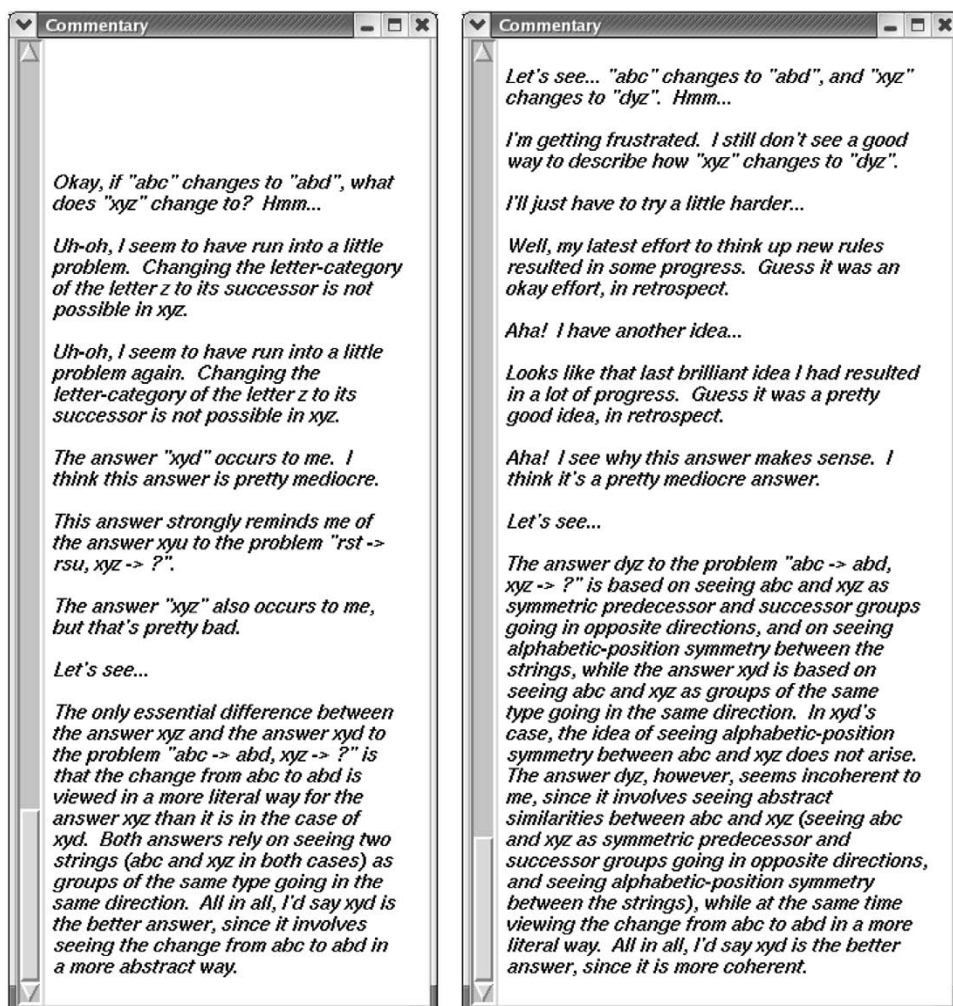 Commentary
Okay, if "abc" changes to "abd", what
does "xyz" change to? Hmm...
Uh-oh, I seem to have run into a little
problem. Changing the letter-category
of the letter z to its successor is not
possible in xyz.
Uh-oh, I seem to have run into a little
problem again. Changing the
letter-category of the letter z to its
successor is not possible in xyz.
The answer "xyd" occurs to me. I
think this answer is pretty mediocre.
This answer strongly reminds me of
the answer xyu to the problem "rst ->
rsu, xyz -> ?".
The answer "xyz" also occurs to me,
but that's pretty bad.
Let's see...
The only essential difference between
the answer xyz and the answer xyd to
the problem "abc -> abd, xyz -> ?" is
that the change from abc to abd is
viewed in a more literal way for the
answer xyz than it is in the case of
xyd. Both answers rely on seeing two
strings (abc and xyz in both cases) as
groups of the same type going in the
same direction. All in all, I'd say xyd is
the better answer, since it involves
seeing the change from abc to abd in
a more abstract way.
Commentary
Let's see... "abc" changes to "abd", and "xyz"
changes to "dyz". Hmm...
I'm getting frustrated. I still don't see a good
way to describe how "xyz" changes to "dyz".
I'll just have to try a little harder...
Well, my latest effort to think up new rules
resulted in some progress. Guess it was an
okay effort, in retrospect.
Aha! I have another idea...
Looks like that last brilliant idea I had resulted
in a lot of progress. Guess it was a pretty
good idea, in retrospect.
Aha! I see why this answer makes sense. I
think it's a pretty mediocre answer.
Let's see...
The answer dyz to the problem "abc -> abd,
xyz -> ?" is based on seeing abc and xyz as
symmetric predecessor and successor groups
going in opposite directions, and on seeing
alphabetic-position symmetry between the
strings, while the answer xyd is based on
seeing abc and xyz as groups of the same
type going in the same direction. In xyd's
case, the idea of seeing alphabetic-position
symmetry between abc and xyz does not arise.
The answer dyz, however, seems incoherent to
me, since it involves seeing abstract
similarities between abc and xyz (seeing abc
and xyz as symmetric predecessor and
successor groups going in opposite directions,
and seeing alphabetic-position symmetry
between the strings), while at the same time
viewing the change from abc to abd in a more
literal way. All in all, I'd say xyd is the better
answer, since it is more coherent.